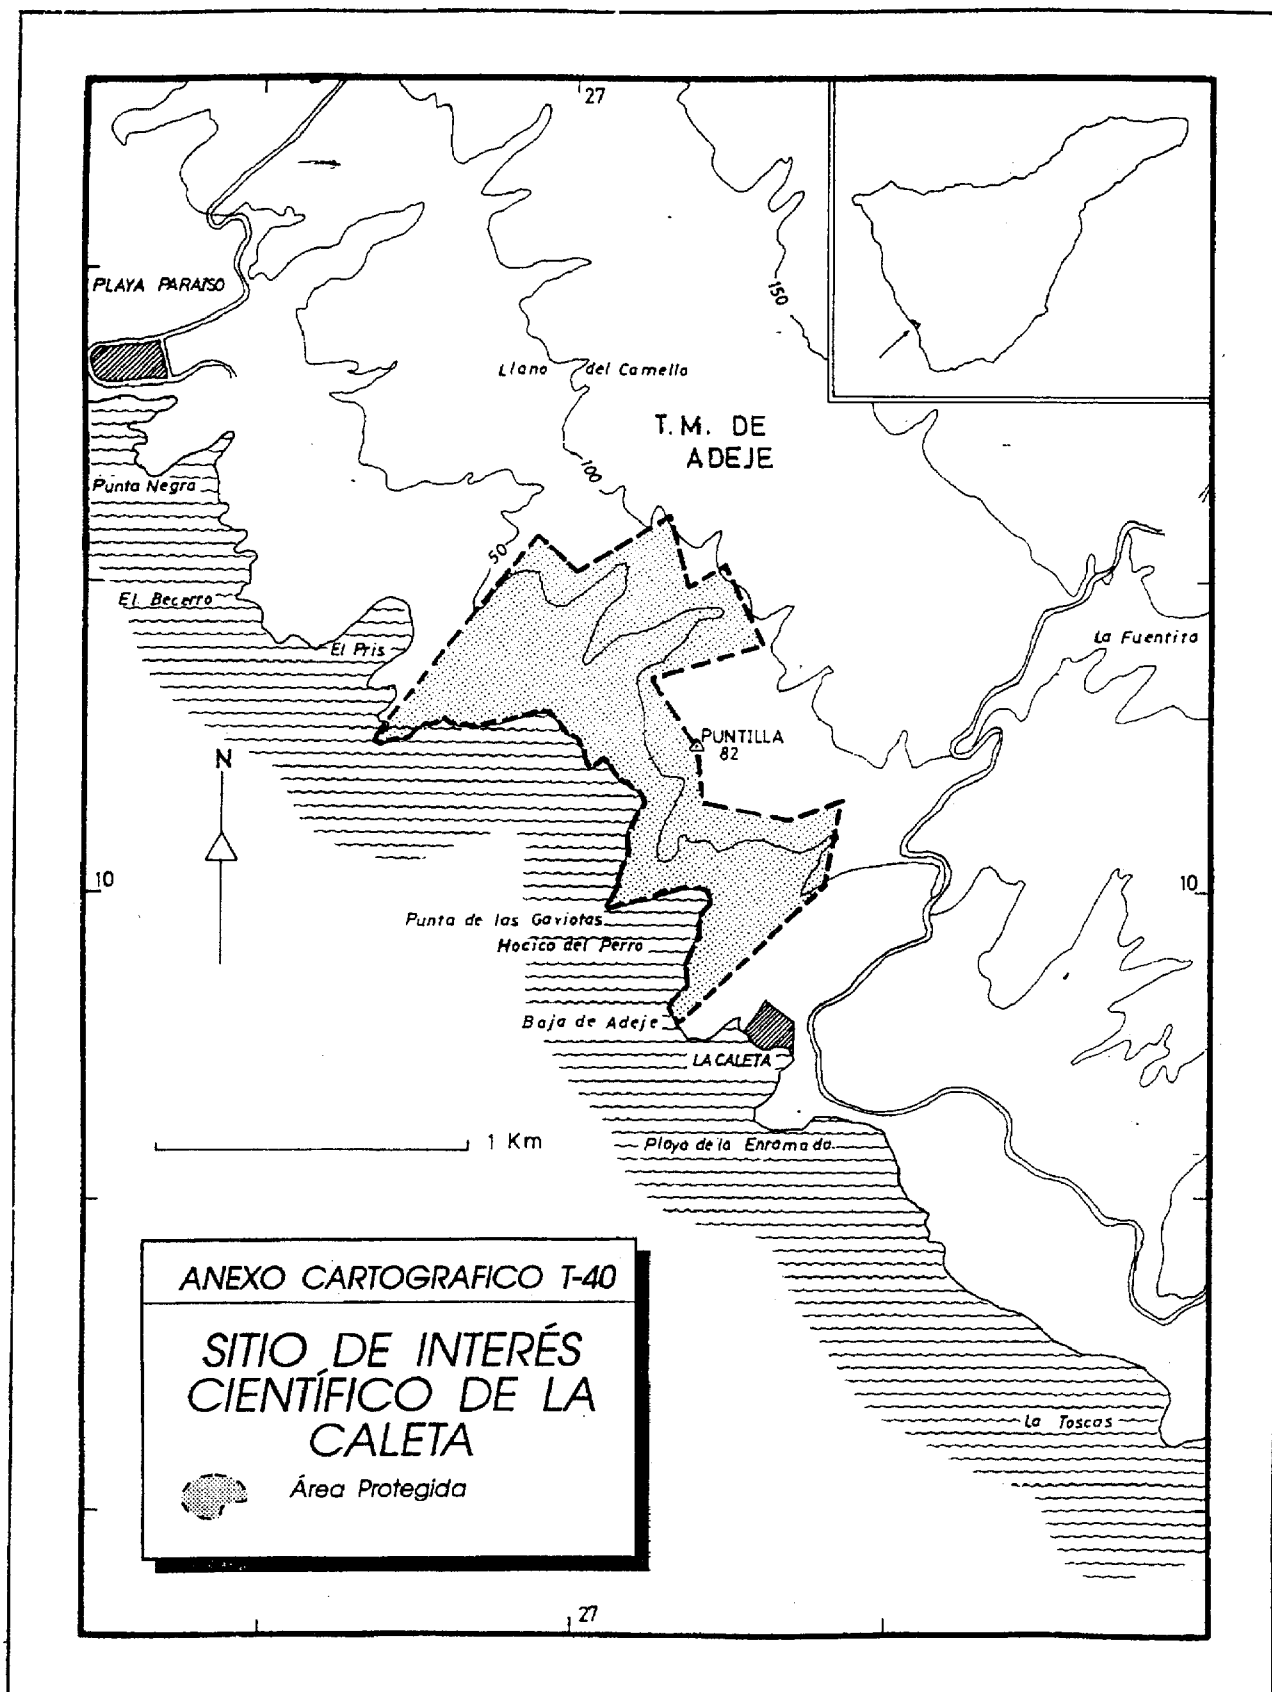 27
PLAYA PARAISO
150
Llano del Camello
T.M. DE
ADEJE
100
Punta Negra
50
El Becerro
La Fuentita
El Pris
PUNTILLA
82
N
10
10
Punta de las Gaviotas
Hocico del Perro
Baja de Adeje
LA CALETA
1 Km
Playa de la Enramada
ANEXO CARTOGRAFICO T-40
SITIO DE INTERÉS
CIENTÍFICO DE LA
CALETA
Área Protegida
La Toscas
27